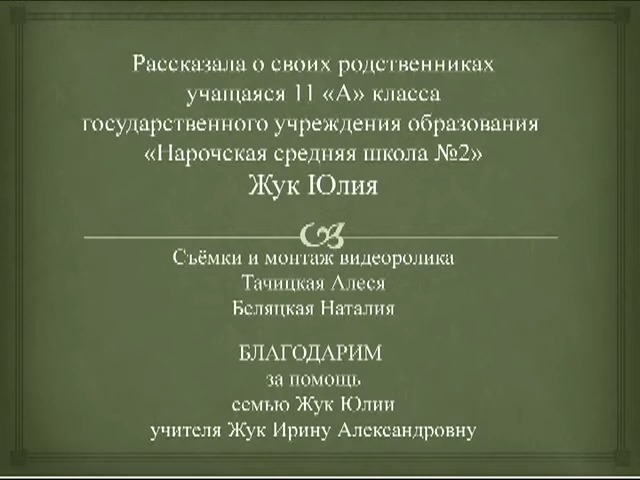 Рассказала о своих родственниках
учащаяся 11 «А» класса
государственного учреждения образования
«Нарочская средняя школа №2»
Жук Юлия
Съёмки и монтаж видеоролика
Тачицкая Алеся
Беляцкая Наталия
БЛАГОДАРИМ
за помощь
семью Жук Юлии
учителя Жук Ирину Александровну